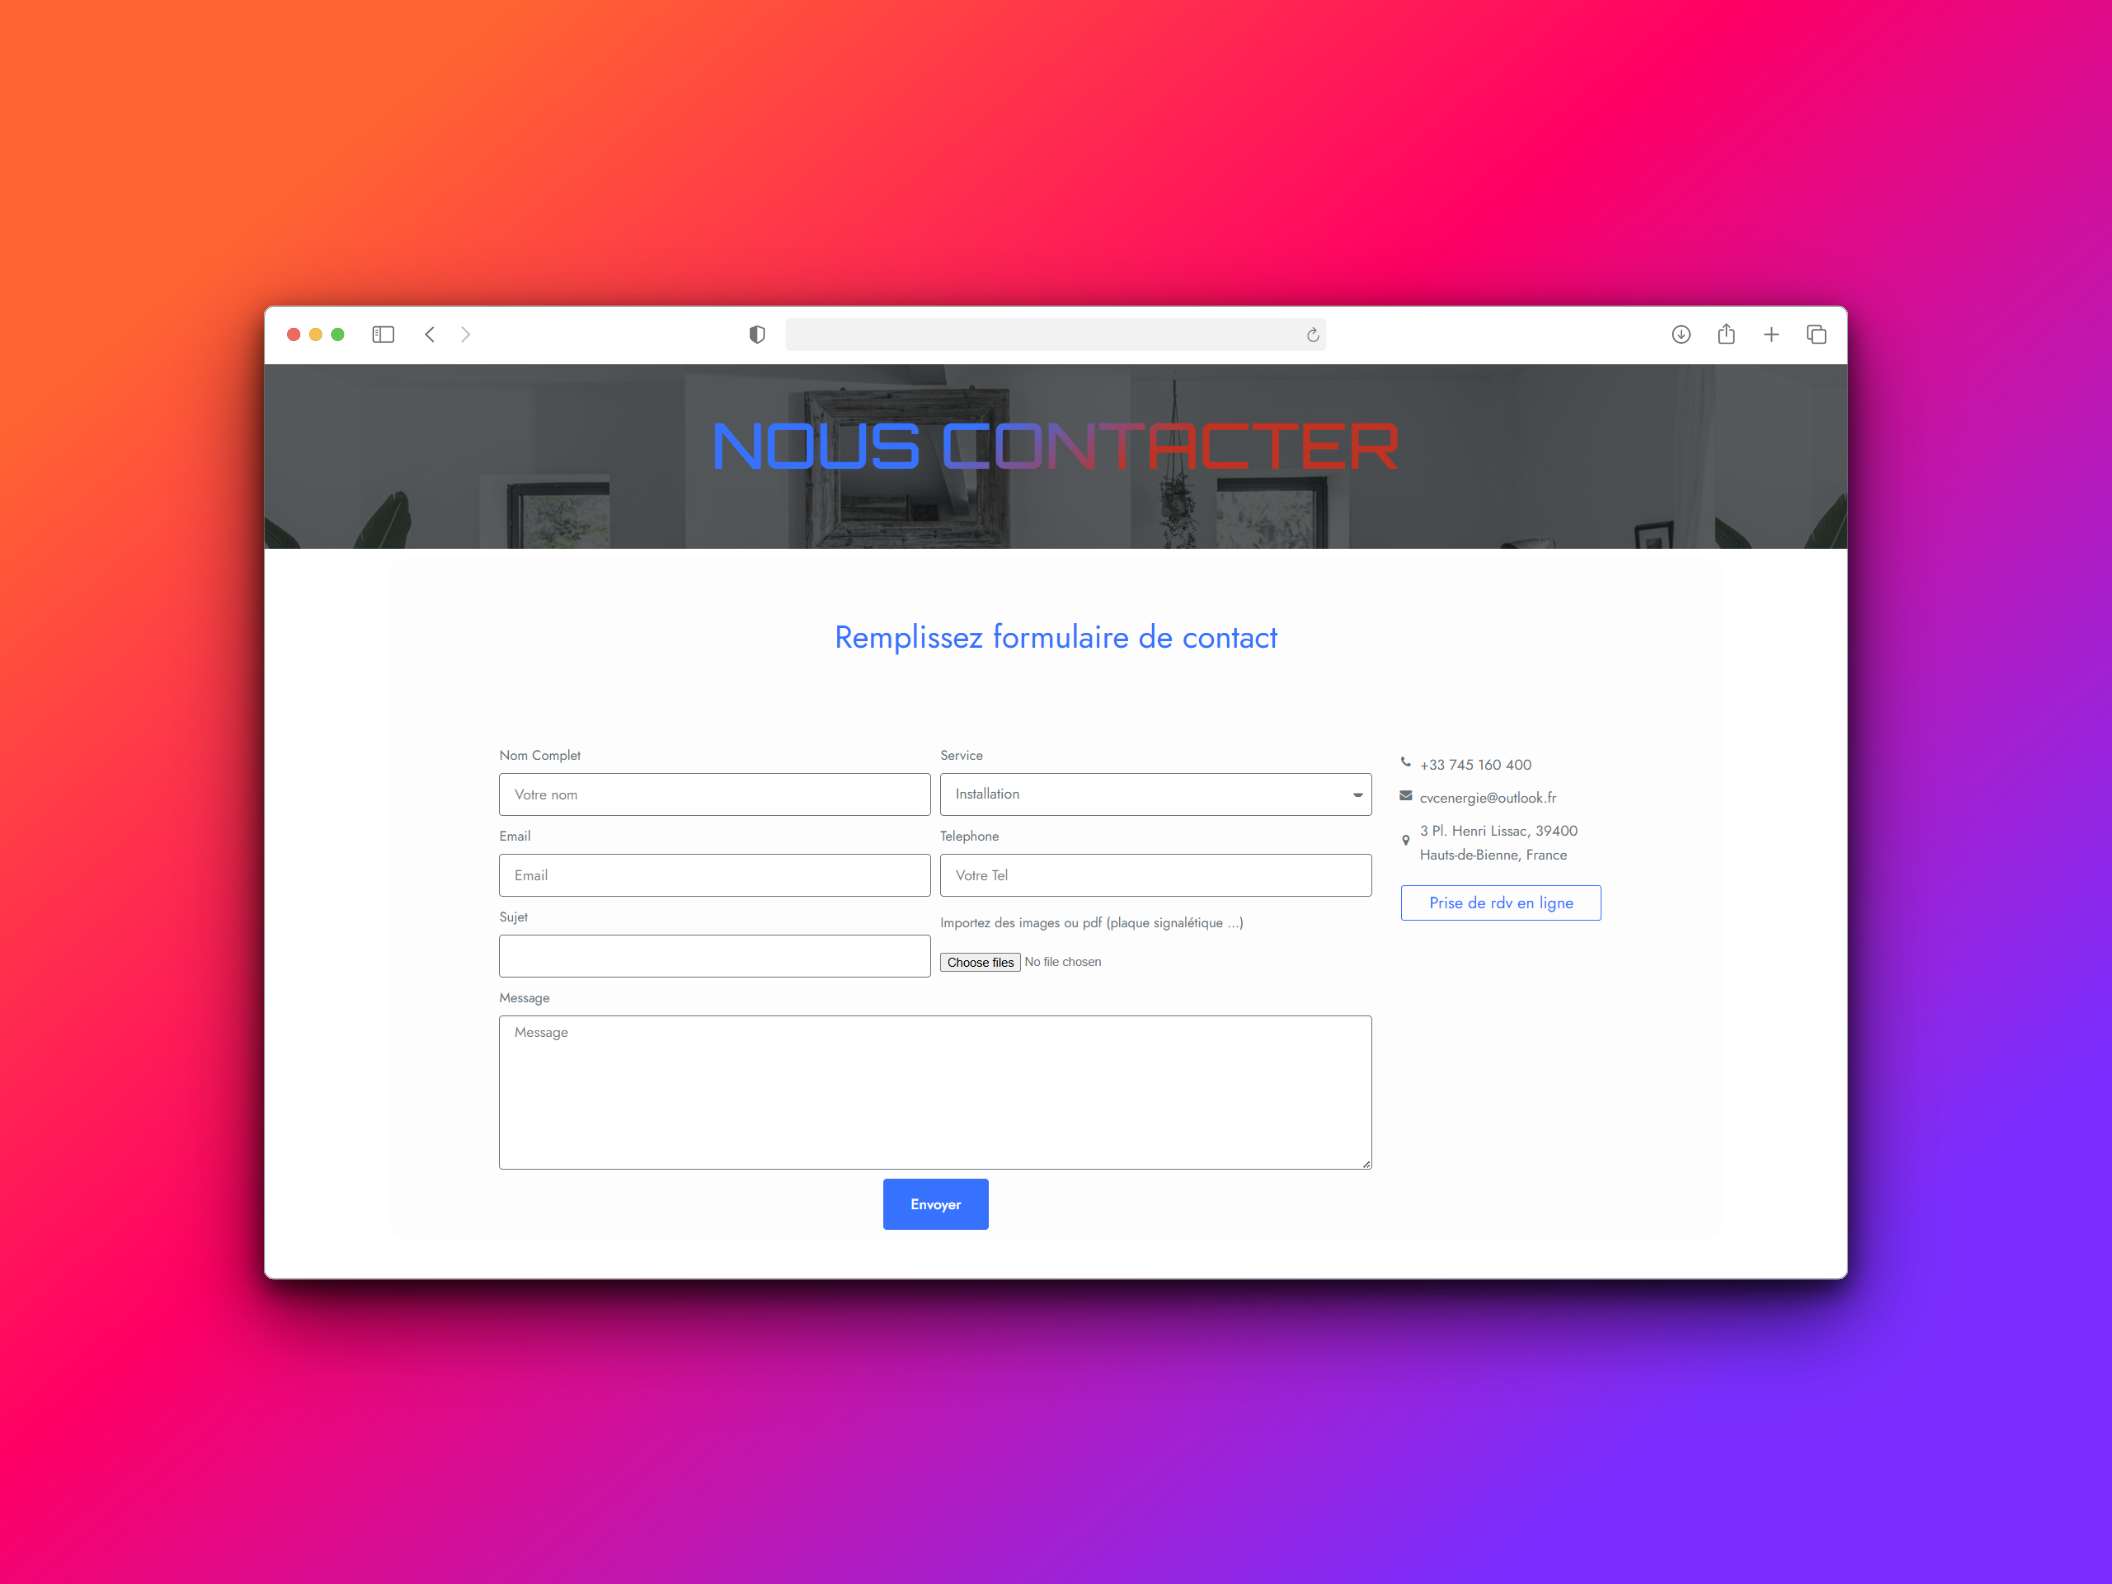 NOUS CONTACTER
Remplissez formulaire de contact
Nom Complet
Votre nom
Service
Installation
Email
Email
Telephone
Votre Tel
Sujet
Importez des images ou pdf (plaque signalétique ...)
Choose files No file chosen
Message
Message
Envoyer
+33 745 160 400
cvcenergie@outlook.fr
3 Pl. Henri Lissac, 39400
Hauts-de-Bienne, France
Prise de rdv en ligne